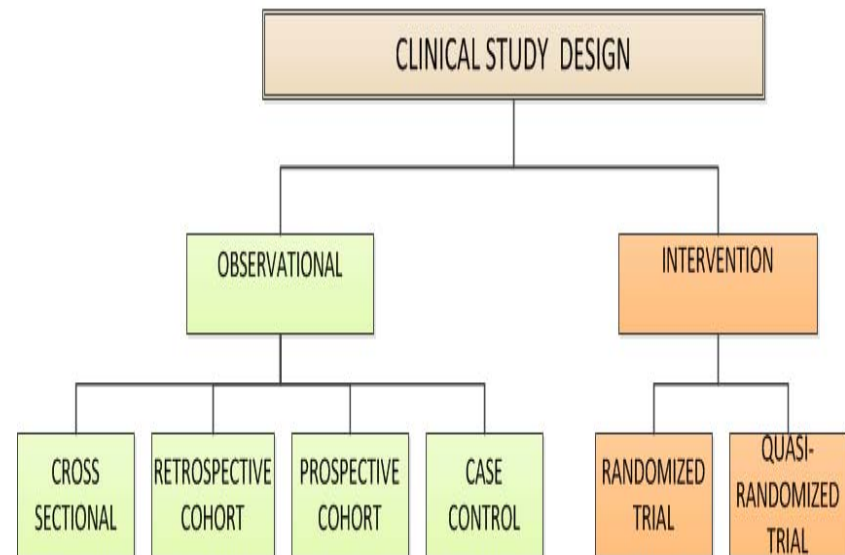 CLINICAL STUDY DESIGN
OBSERVATIONAL
INTERVENTION
CROSS
SECTIONAL
RETROSPECTIVE
COHORT
PROSPECTIVE
COHORT
CASE
CONTROL
RANDOMIZED
TRIAL
QUASI-
RANDOMIZED
TRIAL